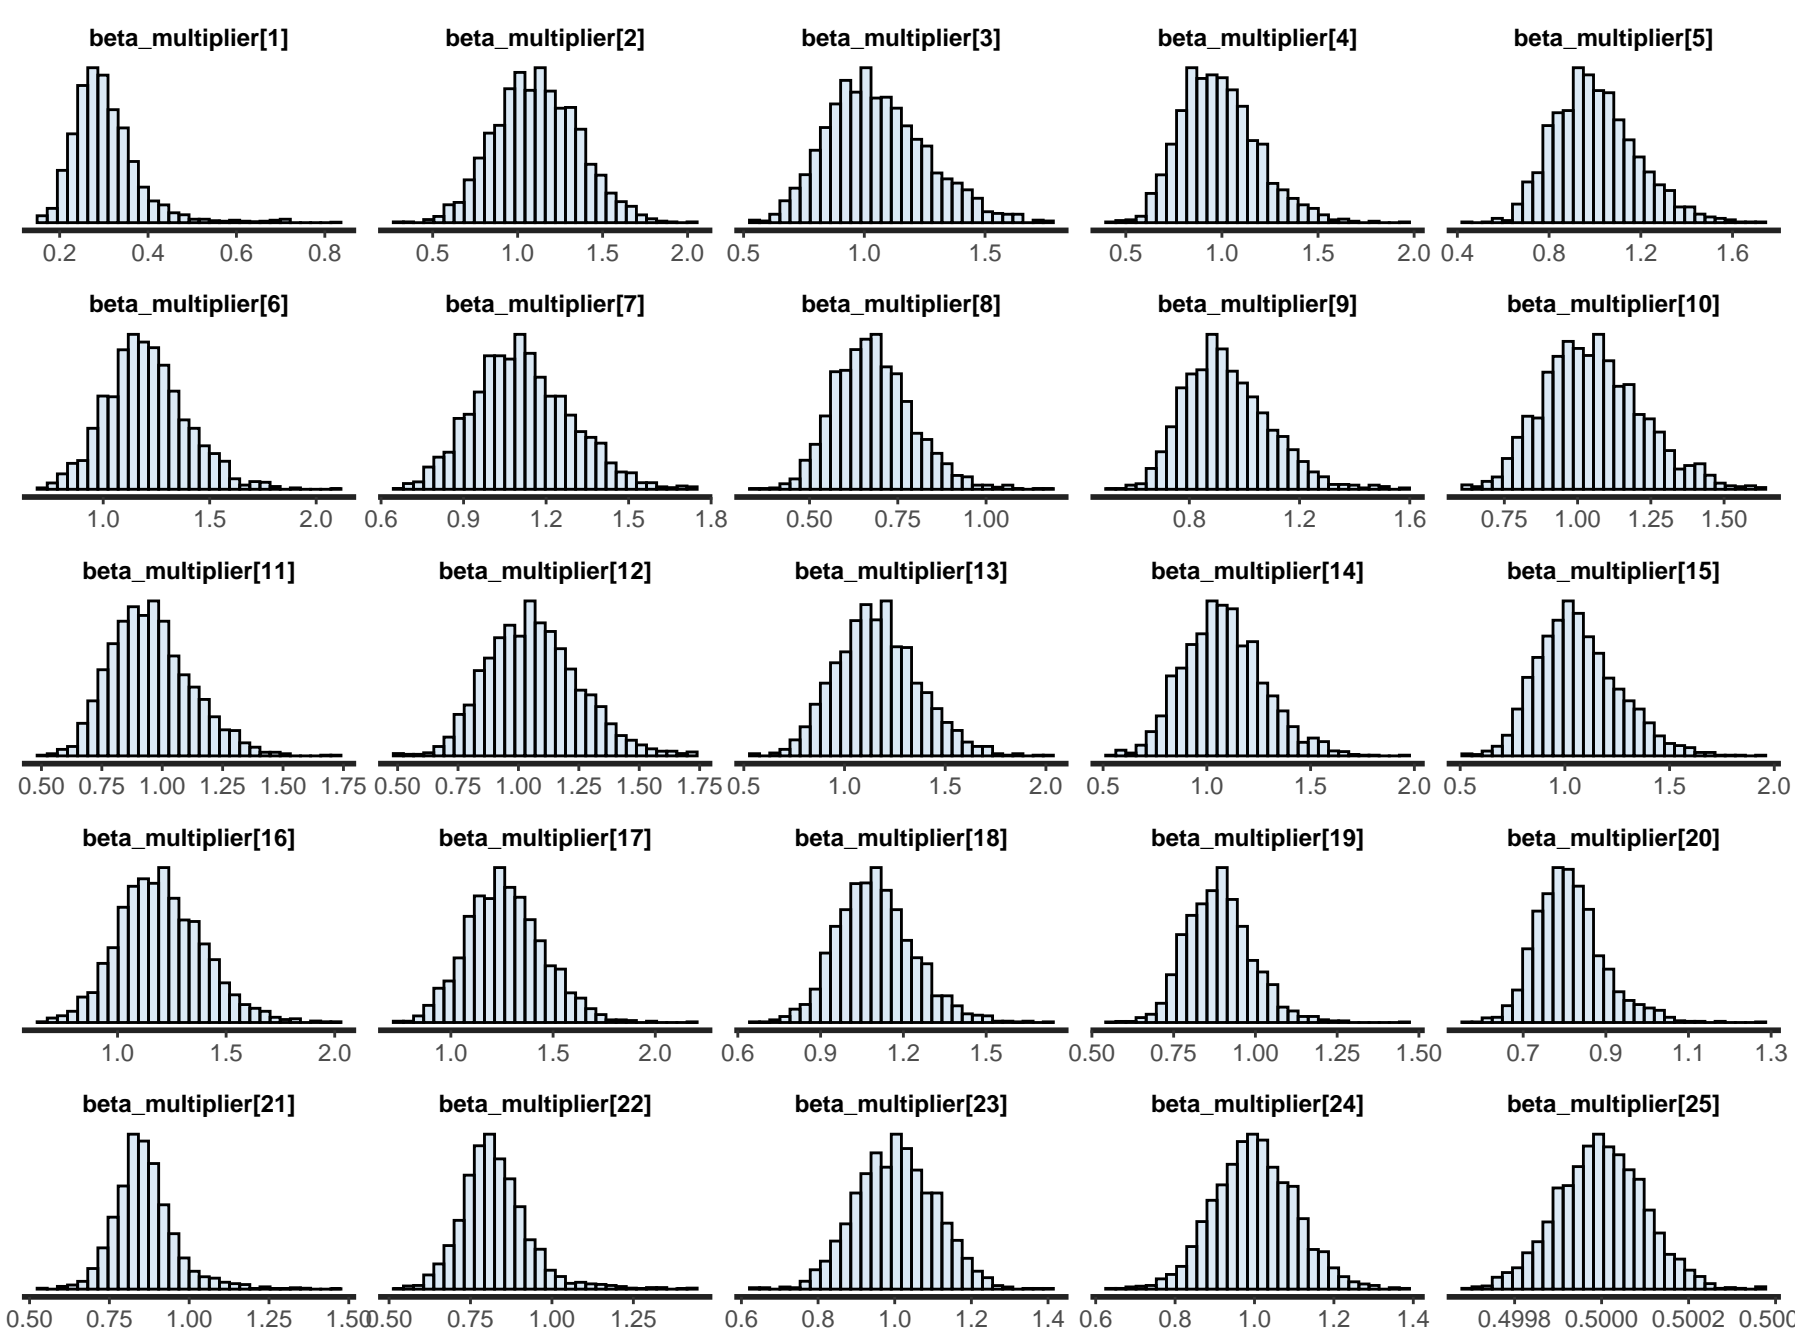 beta_multiplier[1] beta_multiplier[2] beta_multiplier[3] beta_multiplier[4] beta_multiplier[5]
0.2 0.4 0.6 0.8 0.5 1.0 1.5 2.0 0.5 1.0 1.5 0.5 1.0 1.5 2.0 0.4 0.8 1.2 1.6
beta_multiplier[6] beta_multiplier[7] beta_multiplier[8] beta_multiplier[9] beta_multiplier[10]
1.0 1.5 2.0 0.6 0.9 1.2 1.5 1.8 0.50 0.75 1.00 0.8 1.2 1.6 0.75 1.00 1.25 1.50
beta_multiplier[11] beta_multiplier[12] beta_multiplier[13] beta_multiplier[14] beta_multiplier[15]
0.50 0.75 1.00 1.25 1.50 1.75 0.50 0.75 1.00 1.25 1.50 1.75 0.5 1.0 1.5 2.0 0.5 1.0 1.5 2.0 0.5 1.0 1.5 2.0
beta_multiplier[16] beta_multiplier[17] beta_multiplier[18] beta_multiplier[19] beta_multiplier[20]
1.0 1.5 2.0 1.0 1.5 2.0 0.6 0.9 1.2 1.5 0.50 0.75 1.00 1.25 1.50 0.7 0.9 1.1 1.3
beta_multiplier[21] beta_multiplier[22] beta_multiplier[23] beta_multiplier[24] beta_multiplier[25]
0.50 0.75 1.00 1.25 1.50 0.50 0.75 1.00 1.25 0.6 0.8 1.0 1.2 1.4 0.6 0.8 1.0 1.2 1.4 0.4998 0.5000 0.5002